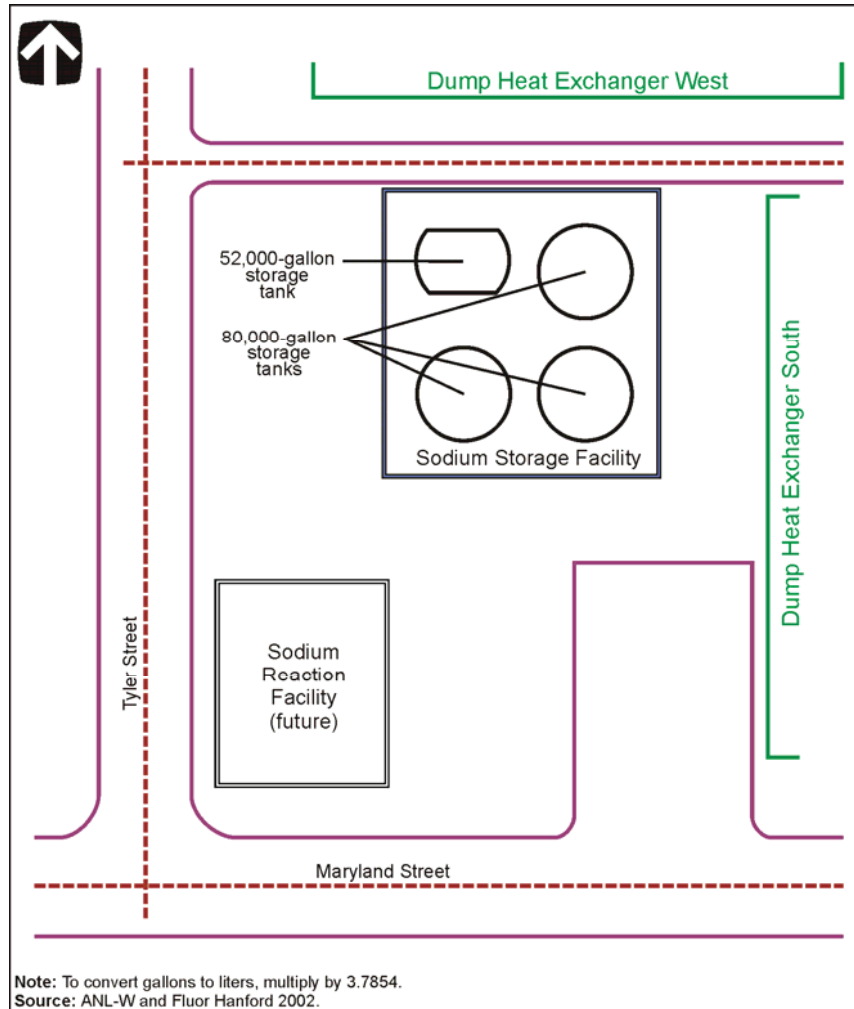 Dump Heat Exchanger West
52,000-gallon
storage
tank
80,000-gallon
storage
tanks
Sodium Storage Facility
Dump Heat Exchanger South
Tyler Street
Sodium
Reaction
Facility
(future)
Maryland Street
Note: To convert gallons to liters, multiply by 3.7854.
Source: ANL-W and Fluor Hanford 2002.